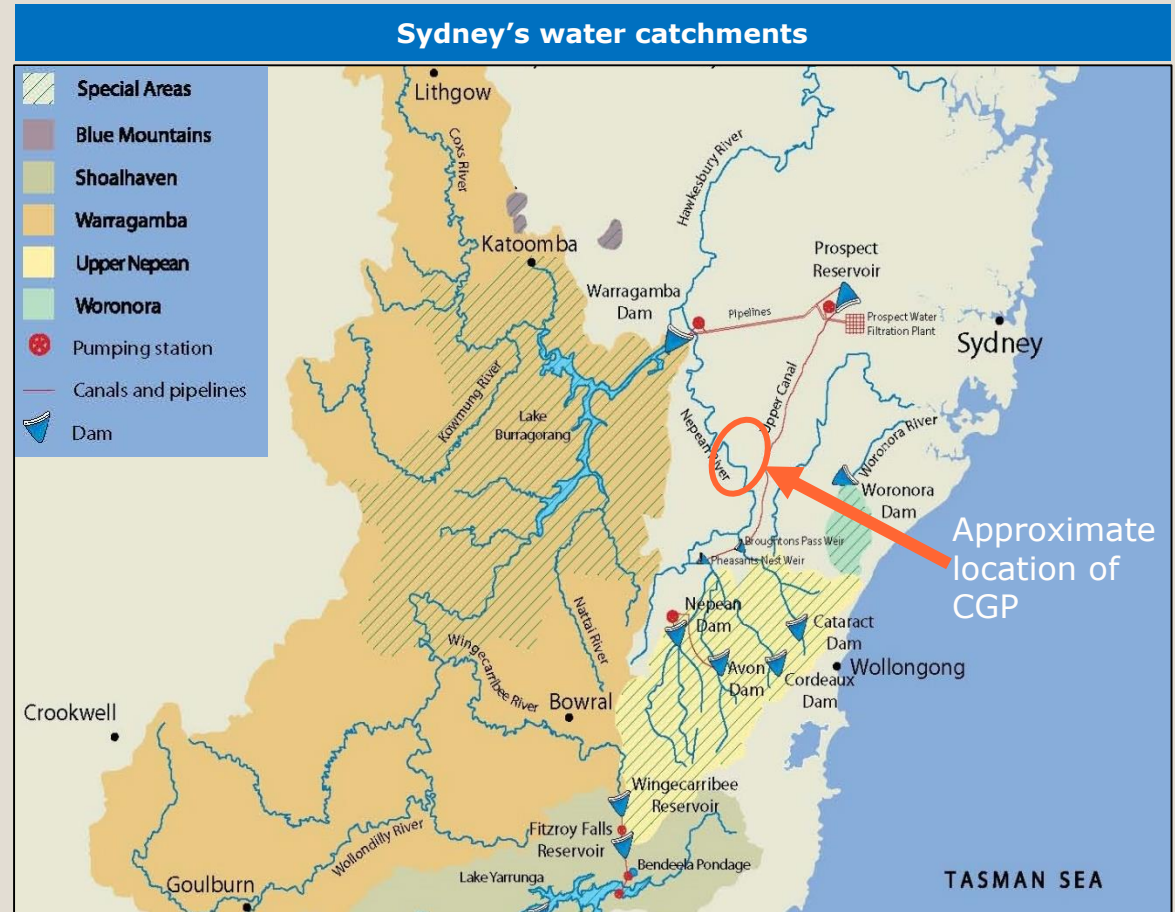 Sydney's water catchments
Special Areas
Blue Mountains
Shoalhaven
Warragamba
Upper Nepean
Woronora
Pumping station
Canals and pipelines
Dam
Lithgow
Coxs River
Hawkesbury River
Katoomba
Prospect
Reservoir
Warragamba
Dam
Pipelines
Prospect Water
Filtration Plant
Sydney
Kowmung River
Lake
Burragorang
Nepean River
Upper Canal
Woronora River
Woronora
Dam
Approximate
location of
CGP
Broughtons Pass Weir
Pheasants Nest Weir
Nattai River
Nepean
Dam
Cataract
Dam
Wingecarribee River
Avon
Dam
Cordeaux
Dam
Wollongong
Bowral
Crookwell
Wingecarribee
Reservoir
Fitzroy Falls
Reservoir
Wollondilly River
Bendeela Pondage
Lake Yarrunga
Goulburn
TASMAN SEA